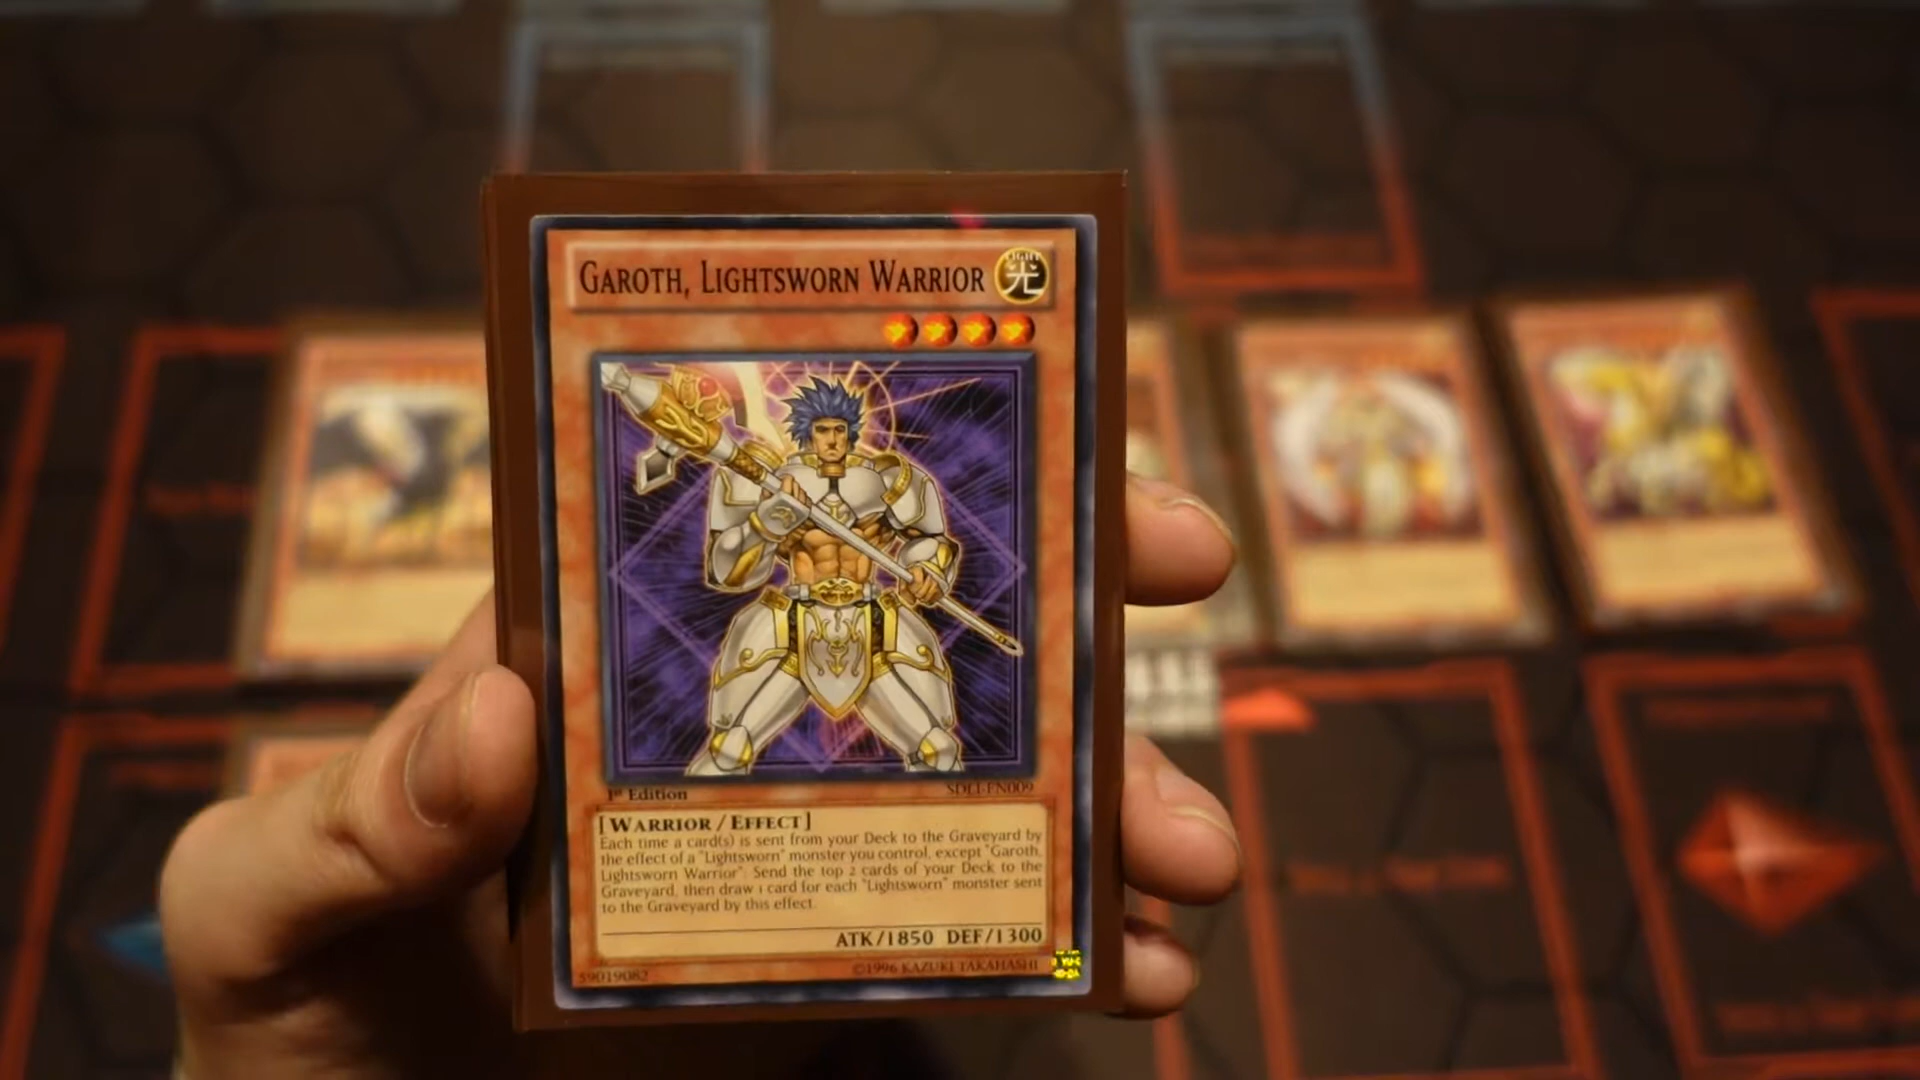 GAROTH, LIGHTSWORN WARRIOR
LIGHT
光
1st Edition
SDLI-EN009
[WARRIOR / EFFECT]
Each time a card(s) is sent from your Deck to the Graveyard by
the effect of a "Lightsworn" monster you control, except "Garoth,
Lightsworn Warrior": Send the top 2 cards of your Deck to the
Graveyard, then draw 1 card for each "Lightsworn" monster sent
to the Graveyard by this effect.
ATK/1850 DEF/1300
59019082
©1996 KAZUKI TAKAHASHI